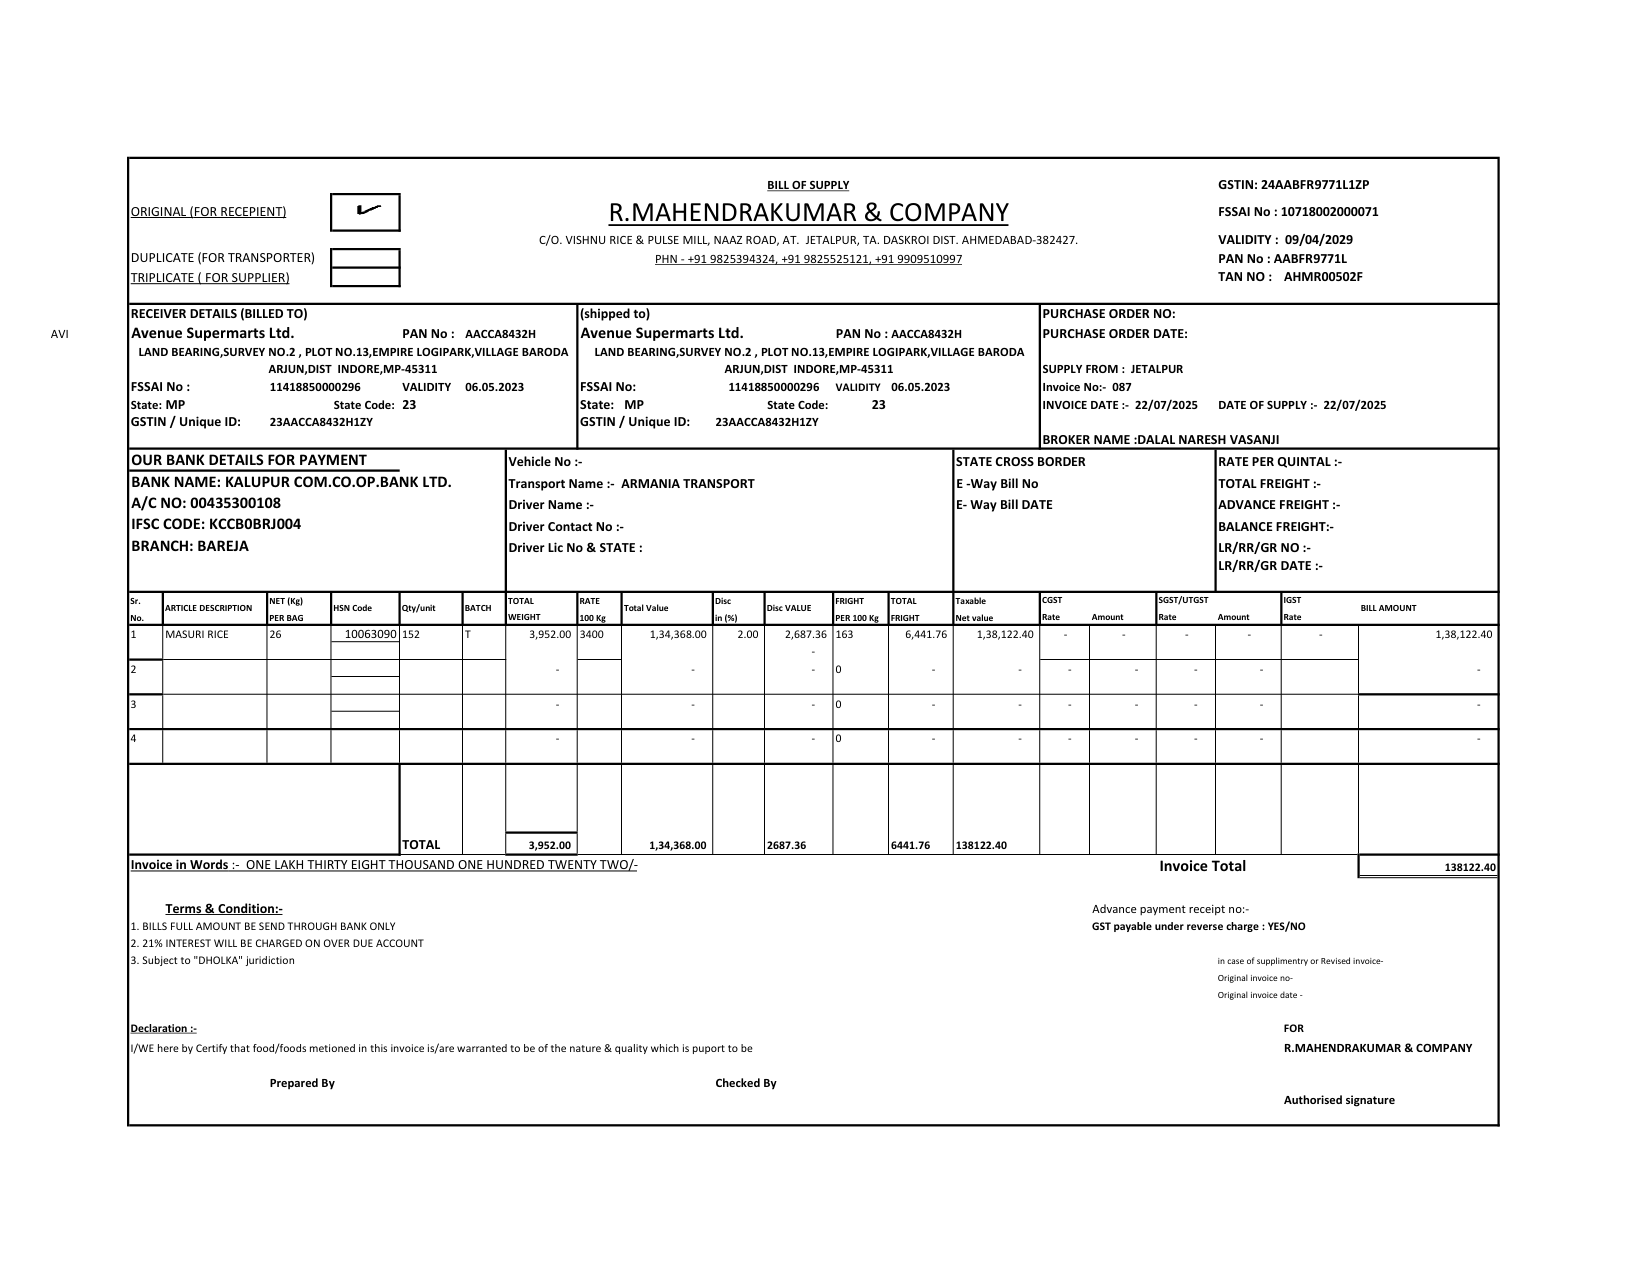 BILL OF SUPPLY
GSTIN: 24AABFR9771L1ZP
ORIGINAL (FOR RECEPIENT)
R.MAHENDRAKUMAR & COMPANY
FSSAI No : 10718002000071
C/O. VISHNU RICE & PULSE MILL, NAAZ ROAD, AT. JETALPUR, TA. DASKROI DIST. AHMEDABAD-382427.
VALIDITY : 09/04/2029
DUPLICATE (FOR TRANSPORTER)
PHN - +91 9825394324, +91 9825525121, +91 9909510997
PAN No : AABFR9771L
TRIPLICATE ( FOR SUPPLIER)
TAN NO : AHMR00502F
AVI
RECEIVER DETAILS (BILLED TO)
Avenue Supermarts Ltd. PAN No : AACCA8432H
LAND BEARING,SURVEY NO.2 , PLOT NO.13,EMPIRE LOGIPARK,VILLAGE BARODA
ARJUN,DIST INDORE,MP-45311
FSSAI No : 11418850000296 VALIDITY 06.05.2023
State: MP State Code: 23
GSTIN / Unique ID: 23AACCA8432H1ZY
(shipped to)
Avenue Supermarts Ltd. PAN No : AACCA8432H
LAND BEARING,SURVEY NO.2 , PLOT NO.13,EMPIRE LOGIPARK,VILLAGE BARODA
ARJUN,DIST INDORE,MP-45311
FSSAI No: 11418850000296 VALIDITY 06.05.2023
State: MP State Code: 23
GSTIN / Unique ID: 23AACCA8432H1ZY
PURCHASE ORDER NO:
PURCHASE ORDER DATE:
SUPPLY FROM : JETALPUR
Invoice No:- 087
INVOICE DATE :- 22/07/2025 DATE OF SUPPLY :- 22/07/2025
BROKER NAME :DALAL NARESH VASANJI
OUR BANK DETAILS FOR PAYMENT
BANK NAME: KALUPUR COM.CO.OP.BANK LTD.
A/C NO: 00435300108
IFSC CODE: KCCB0BRJ004
BRANCH: BAREJA
Vehicle No :-
Transport Name :- ARMANIA TRANSPORT
Driver Name :-
Driver Contact No :-
Driver Lic No & STATE :
STATE CROSS BORDER
E -Way Bill No
E- Way Bill DATE
RATE PER QUINTAL :-
TOTAL FREIGHT :-
ADVANCE FREIGHT :-
BALANCE FREIGHT:-
LR/RR/GR NO :-
LR/RR/GR DATE :-
Sr. No. ARTICLE DESCRIPTION NET (Kg) PER BAG HSN Code Qty/unit BATCH TOTAL WEIGHT RATE 100 Kg Total Value Disc in (%) Disc VALUE FRIGHT PER 100 Kg TOTAL FRIGHT Taxable Net value CGST Rate Amount SGST/UTGST Rate Amount IGST Rate BILL AMOUNT
1 MASURI RICE 26 10063090 152 T 3,952.00 3400 1,34,368.00 2.00 2,687.36 163 6,441.76 1,38,122.40 - - - - - 1,38,122.40
-
2 - - - 0 - - - - - - -
3 - - - 0 - - - - - - -
4 - - - 0 - - - - - - -
TOTAL 3,952.00 1,34,368.00 2687.36 6441.76 138122.40
Invoice in Words :- ONE LAKH THIRTY EIGHT THOUSAND ONE HUNDRED TWENTY TWO/- Invoice Total 138122.40
Terms & Condition:-
1. BILLS FULL AMOUNT BE SEND THROUGH BANK ONLY
2. 21% INTEREST WILL BE CHARGED ON OVER DUE ACCOUNT
3. Subject to "DHOLKA" juridiction
Advance payment receipt no:-
GST payable under reverse charge : YES/NO
in case of supplimentry or Revised invoice-
Original invoice no-
Original invoice date -
Declaration :-
I/WE here by Certify that food/foods metioned in this invoice is/are warranted to be of the nature & quality which is puport to be
FOR
R.MAHENDRAKUMAR & COMPANY
Prepared By Checked By
Authorised signature